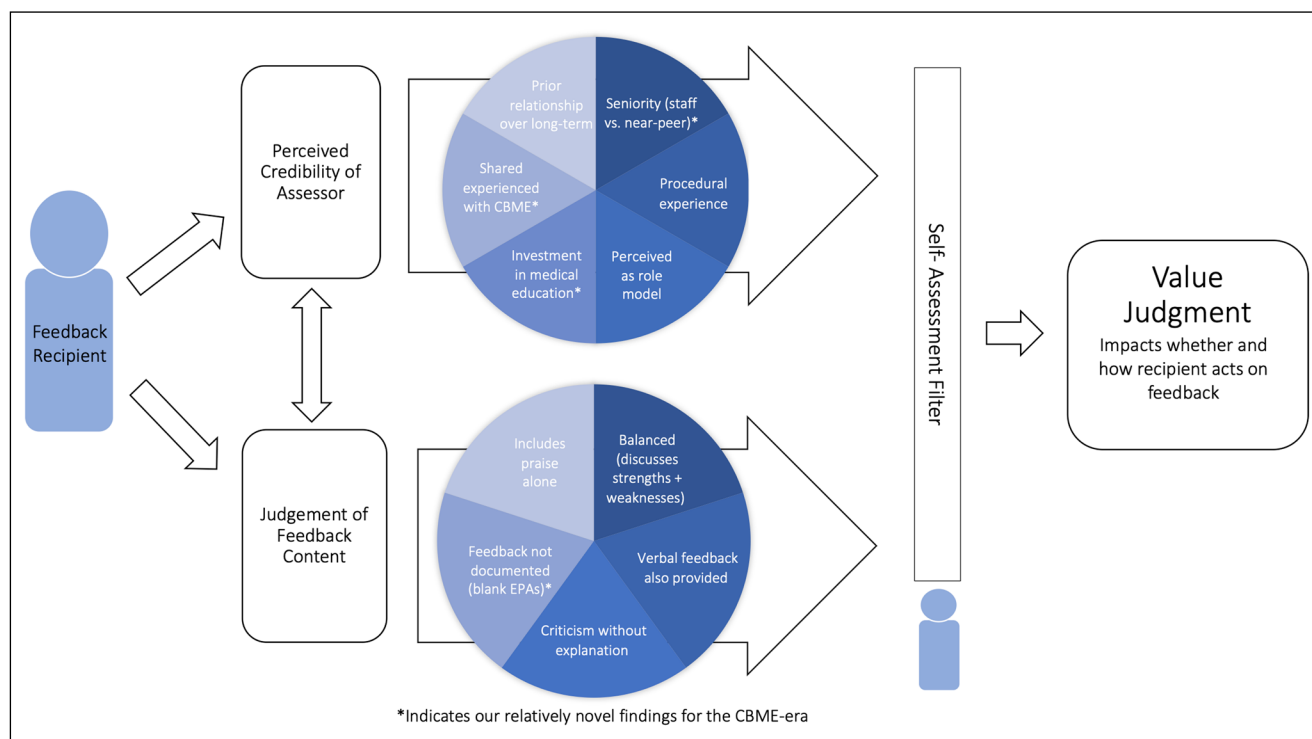 Feedback
Recipient
Perceived
Credibility of
Assessor
Judgement of
Feedback
Content
Prior
relationship
over long-term
Seniority (staff
vs. near-peer)*
Shared
experienced
with CBME*
Procedural
experience
Investment
in medical
education*
Perceived
as role
model
Includes
praise
alone
Balanced
(discusses
strengths +
weaknesses)
Feedback not
documented
(blank EPAs)*
Verbal feedback
also provided
Criticism without
explanation
Self- Assessment Filter
Value
Judgment
Impacts whether and
how recipient acts on
feedback
*Indicates our relatively novel findings for the CBME-era